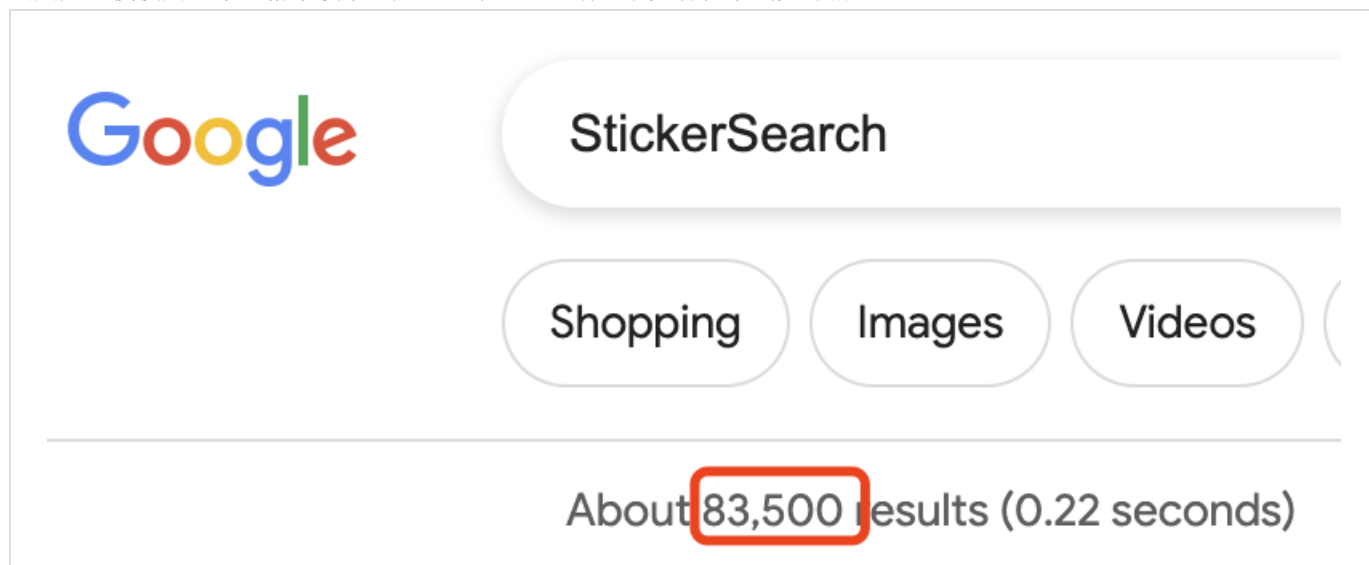 Google
StickerSearch
Shopping Images Videos
About 83,500 results (0.22 seconds)